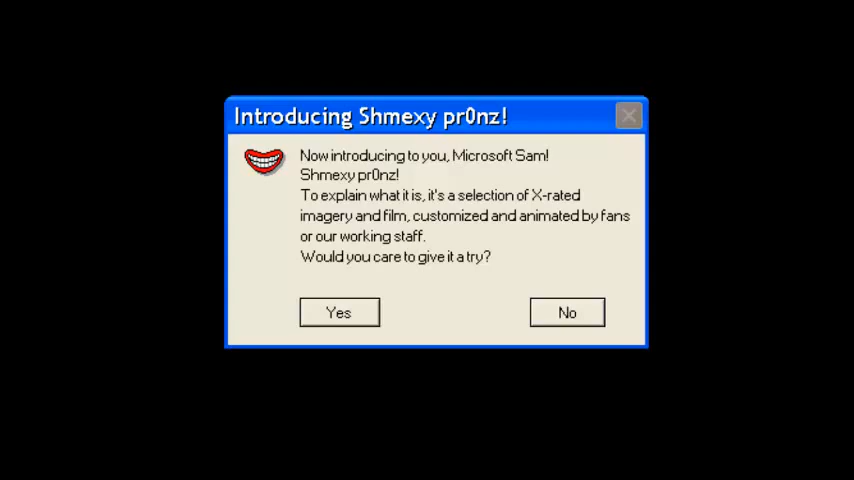 Introducing Shmexy pr0nz!
Now introducing to you, Microsoft Sam!
Shmexy pr0nz!
To explain what it is, it's a selection of X-rated
imagery and film, customized and animated by fans
or our working staff.
Would you care to give it a try?
Yes
No